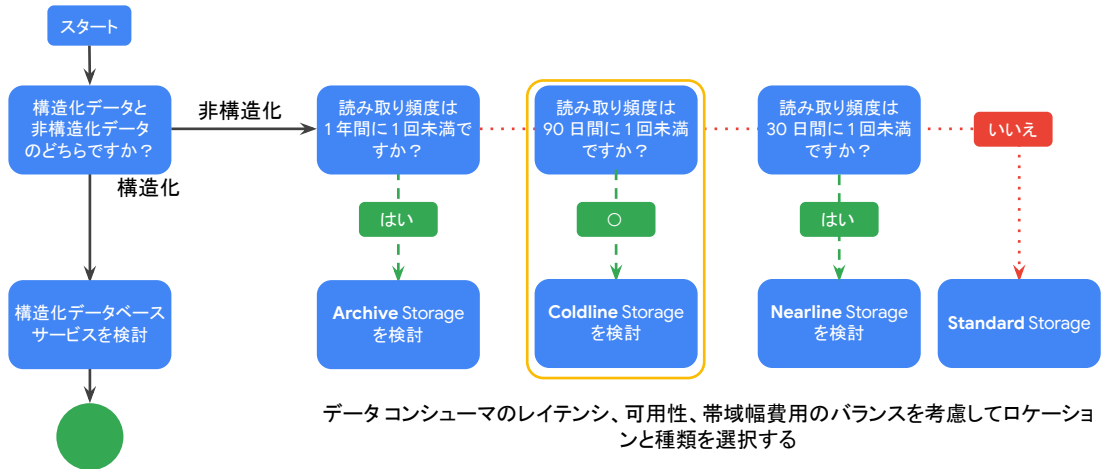 スタート
構造化データと
非構造化データ
のどちらですか？
非構造化
構造化
読み取り頻度は
1 年間に 1 回未満で
すか？
読み取り頻度は
90 日間に 1 回未満
ですか？
読み取り頻度は
30 日間に 1 回未満
ですか？
いいえ
はい
〇
はい
構造化データベース
サービスを検討
Archive Storage
を検討
Coldline Storage
を検討
Nearline Storage
を検討
Standard Storage
データ コンシューマのレイテンシ、可用性、帯域幅費用のバランスを考慮してロケーショ
ンと種類を選択する